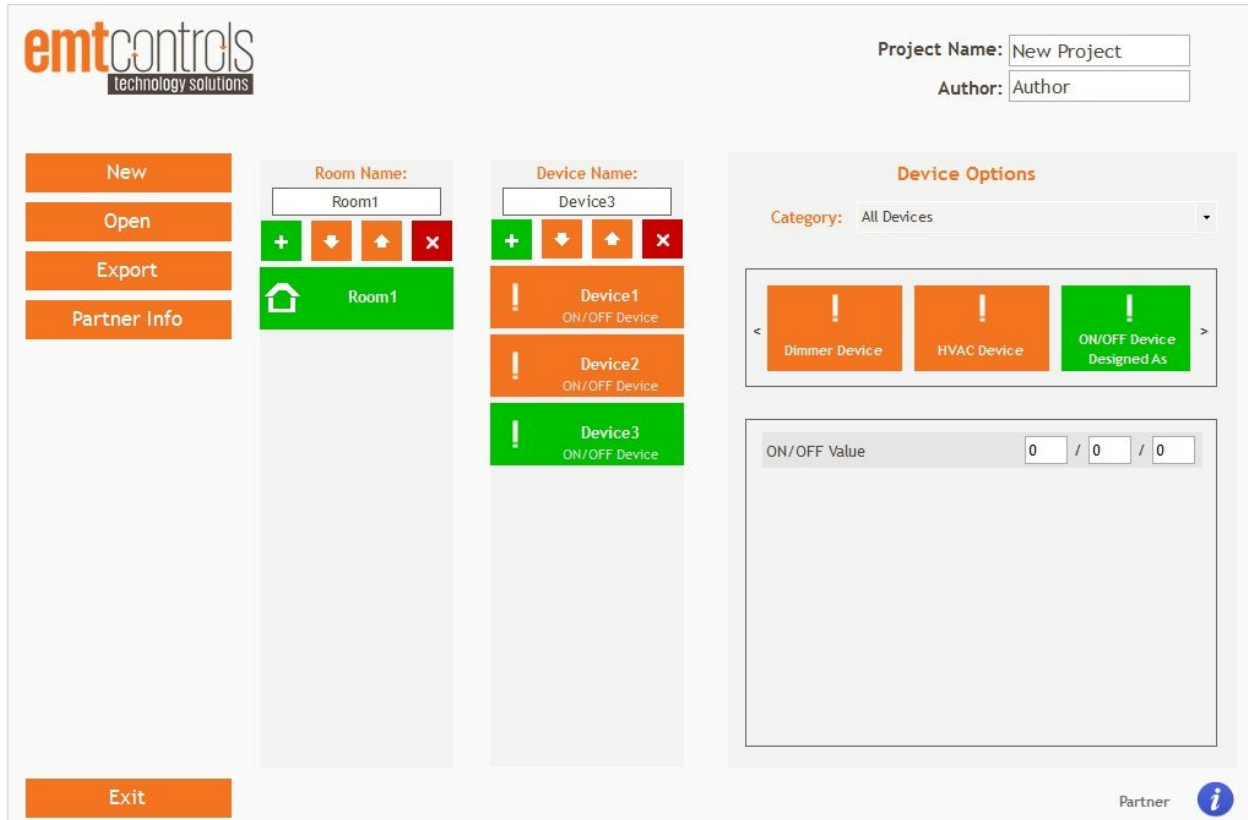 emtcontrols
technology solutions
Project Name: New Project
Author: Author
New
Open
Export
Partner Info
Exit
Room Name:
Room1
Room1
Device Name:
Device3
Device1
ON/OFF Device
Device2
ON/OFF Device
Device3
ON/OFF Device
Device Options
Category: All Devices
<
Dimmer Device
HVAC Device
ON/OFF Device
Designed As
>
ON/OFF Value 0 / 0 / 0
Partner i